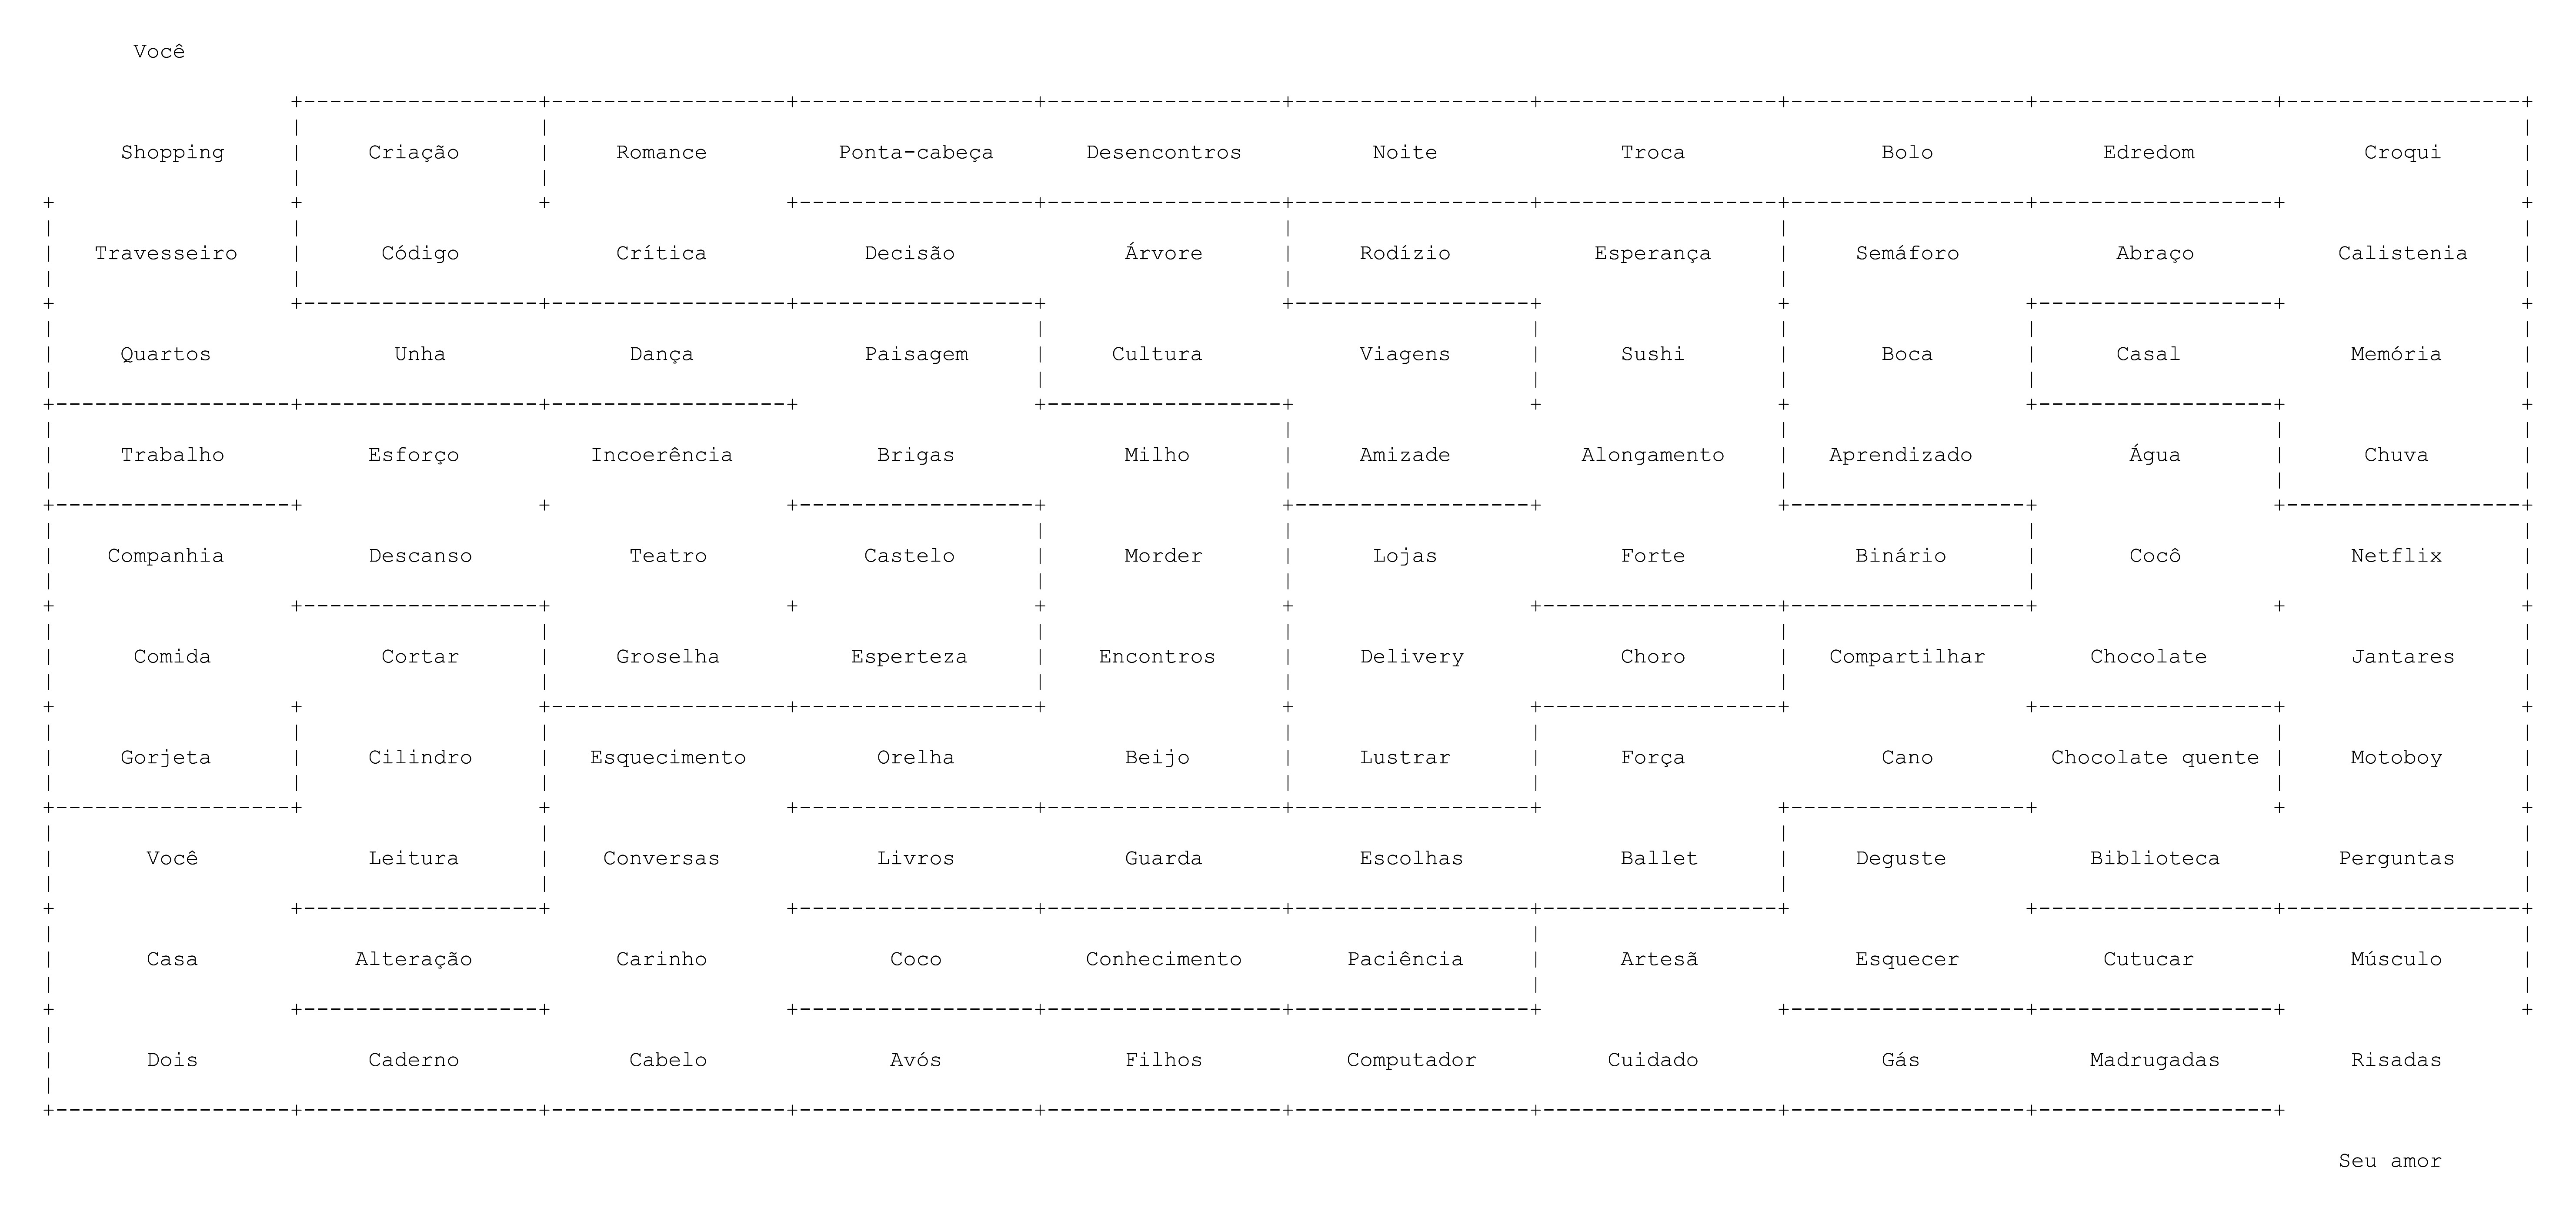 Você
Shopping Criação Romance Ponta-cabeça Desencontros Noite Troca Bolo Edredom Croqui
Travesseiro Código Crítica Decisão Árvore Rodízio Esperança Semáforo Abraço Calistenia
Quartos Unha Dança Paisagem Cultura Viagens Sushi Boca Casal Memória
Trabalho Esforço Incoerência Brigas Milho Amizade Alongamento Aprendizado Água Chuva
Companhia Descanso Teatro Castelo Morder Lojas Forte Binário Cocô Netflix
Comida Cortar Groselha Esperteza Encontros Delivery Choro Compartilhar Chocolate Jantares
Gorjeta Cilindro Esquecimento Orelha Beijo Lustrar Força Cano Chocolate quente Motoboy
Você Leitura Conversas Livros Guarda Escolhas Ballet Deguste Biblioteca Perguntas
Casa Alteração Carinho Coco Conhecimento Paciência Artesã Esquecer Cutucar Músculo
Dois Caderno Cabelo Avós Filhos Computador Cuidado Gás Madrugadas Risadas
Seu amor